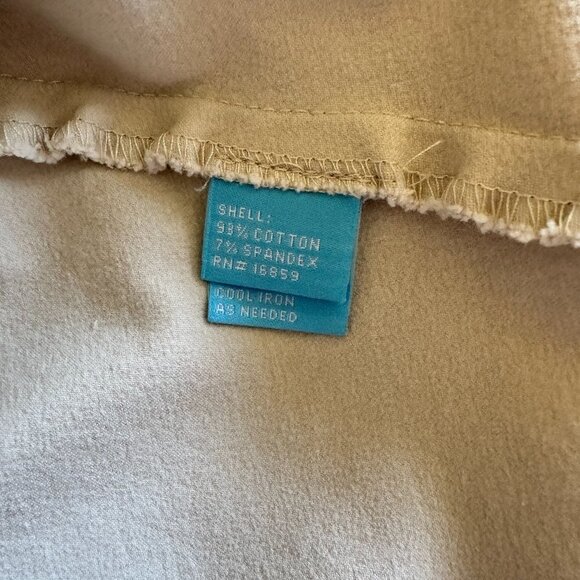 SHELL:
93% COTTON
7% SPANDEX
RN# 16859
COOL IRON
AS NEEDED